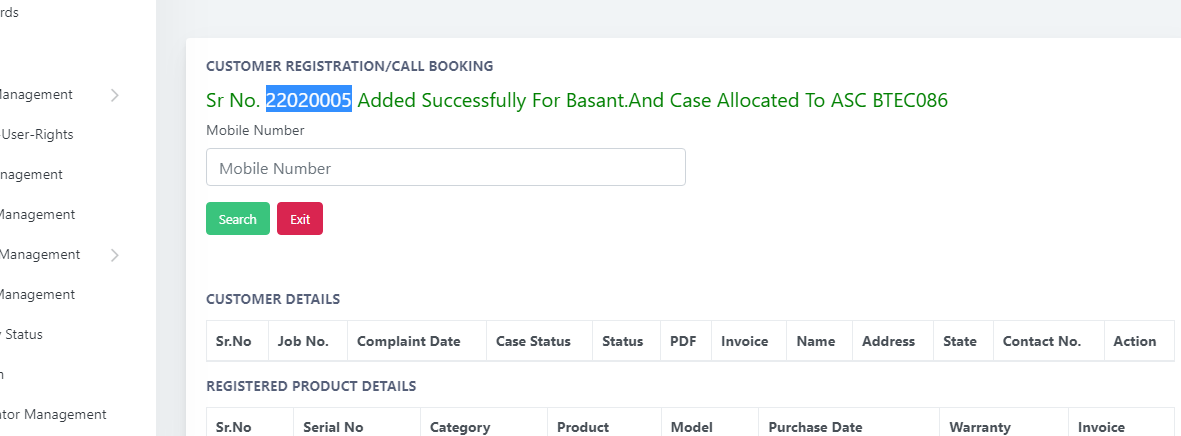 rds
Management
-User-Rights
nagement
Management
Management
Management
Status
ator Management
CUSTOMER REGISTRATION/CALL BOOKING
Sr No. 22020005 Added Successfully For Basant.And Case Allocated To ASC BTEC086
Mobile Number
Mobile Number
Search Exit
CUSTOMER DETAILS
Sr.No Job No. Complaint Date Case Status Status PDF Invoice Name Address State Contact No. Action
REGISTERED PRODUCT DETAILS
Sr.No Serial No Category Product Model Purchase Date Warranty Invoice